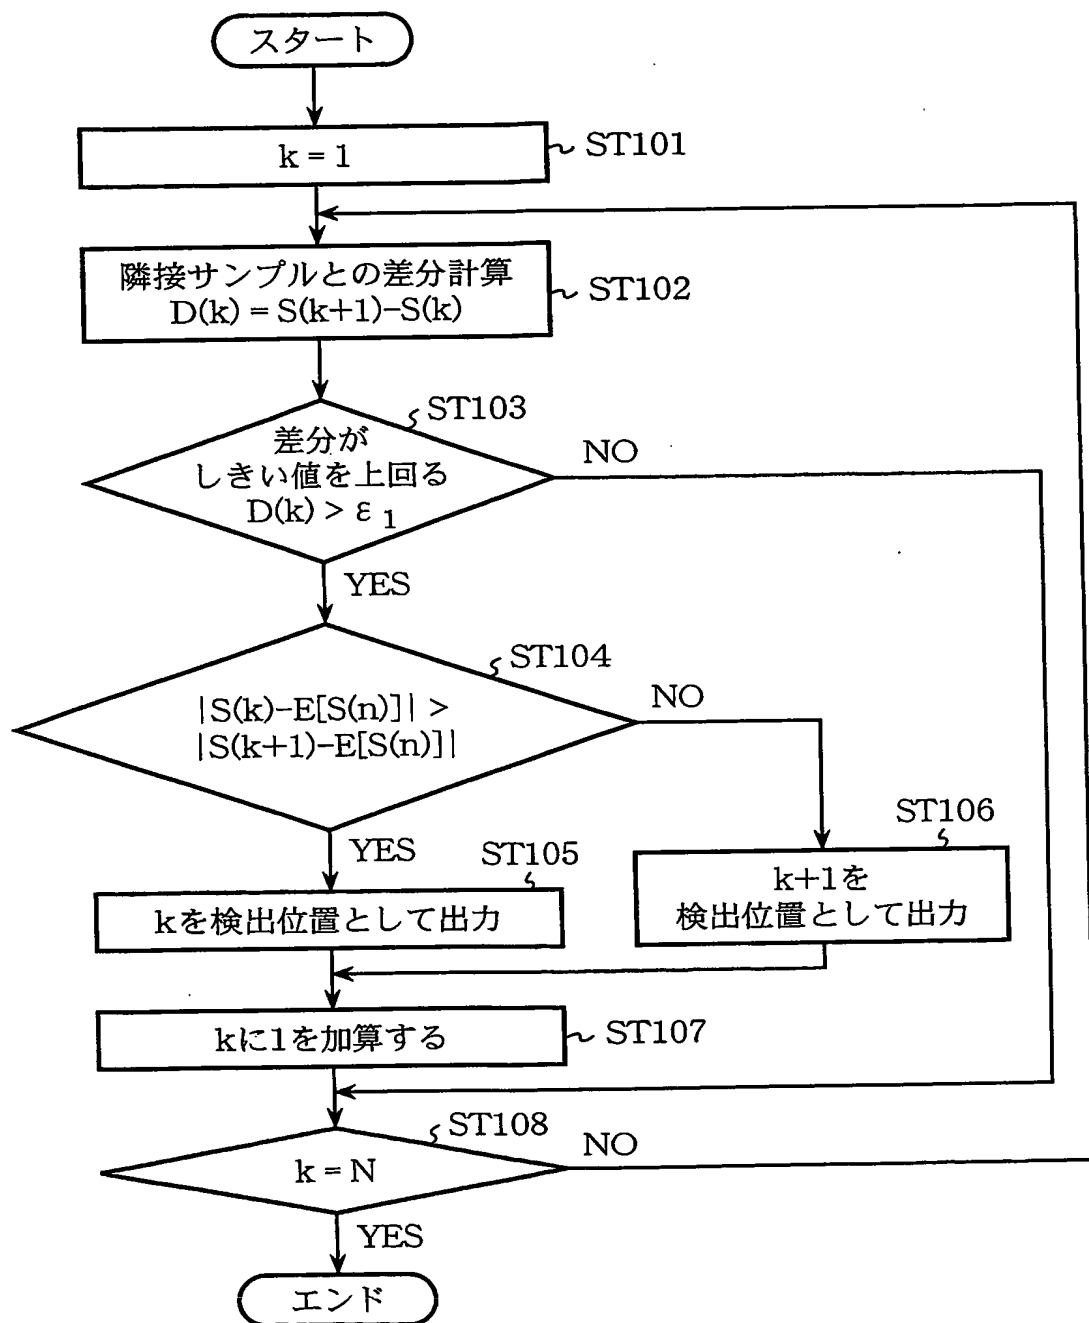 スタート
k = 1
ST101
隣接サンプルとの差分計算
D(k) = S(k+1)-S(k)
ST102
ST103
差分が
しきい値を上回る
D(k) > ε1
NO
YES
ST104
|S(k)-E[S(n)]| >
|S(k+1)-E[S(n)]|
NO
YES
ST105
kを検出位置として出力
ST106
k+1を
検出位置として出力
kに1を加算する
ST107
ST108
k = N
NO
YES
エンド